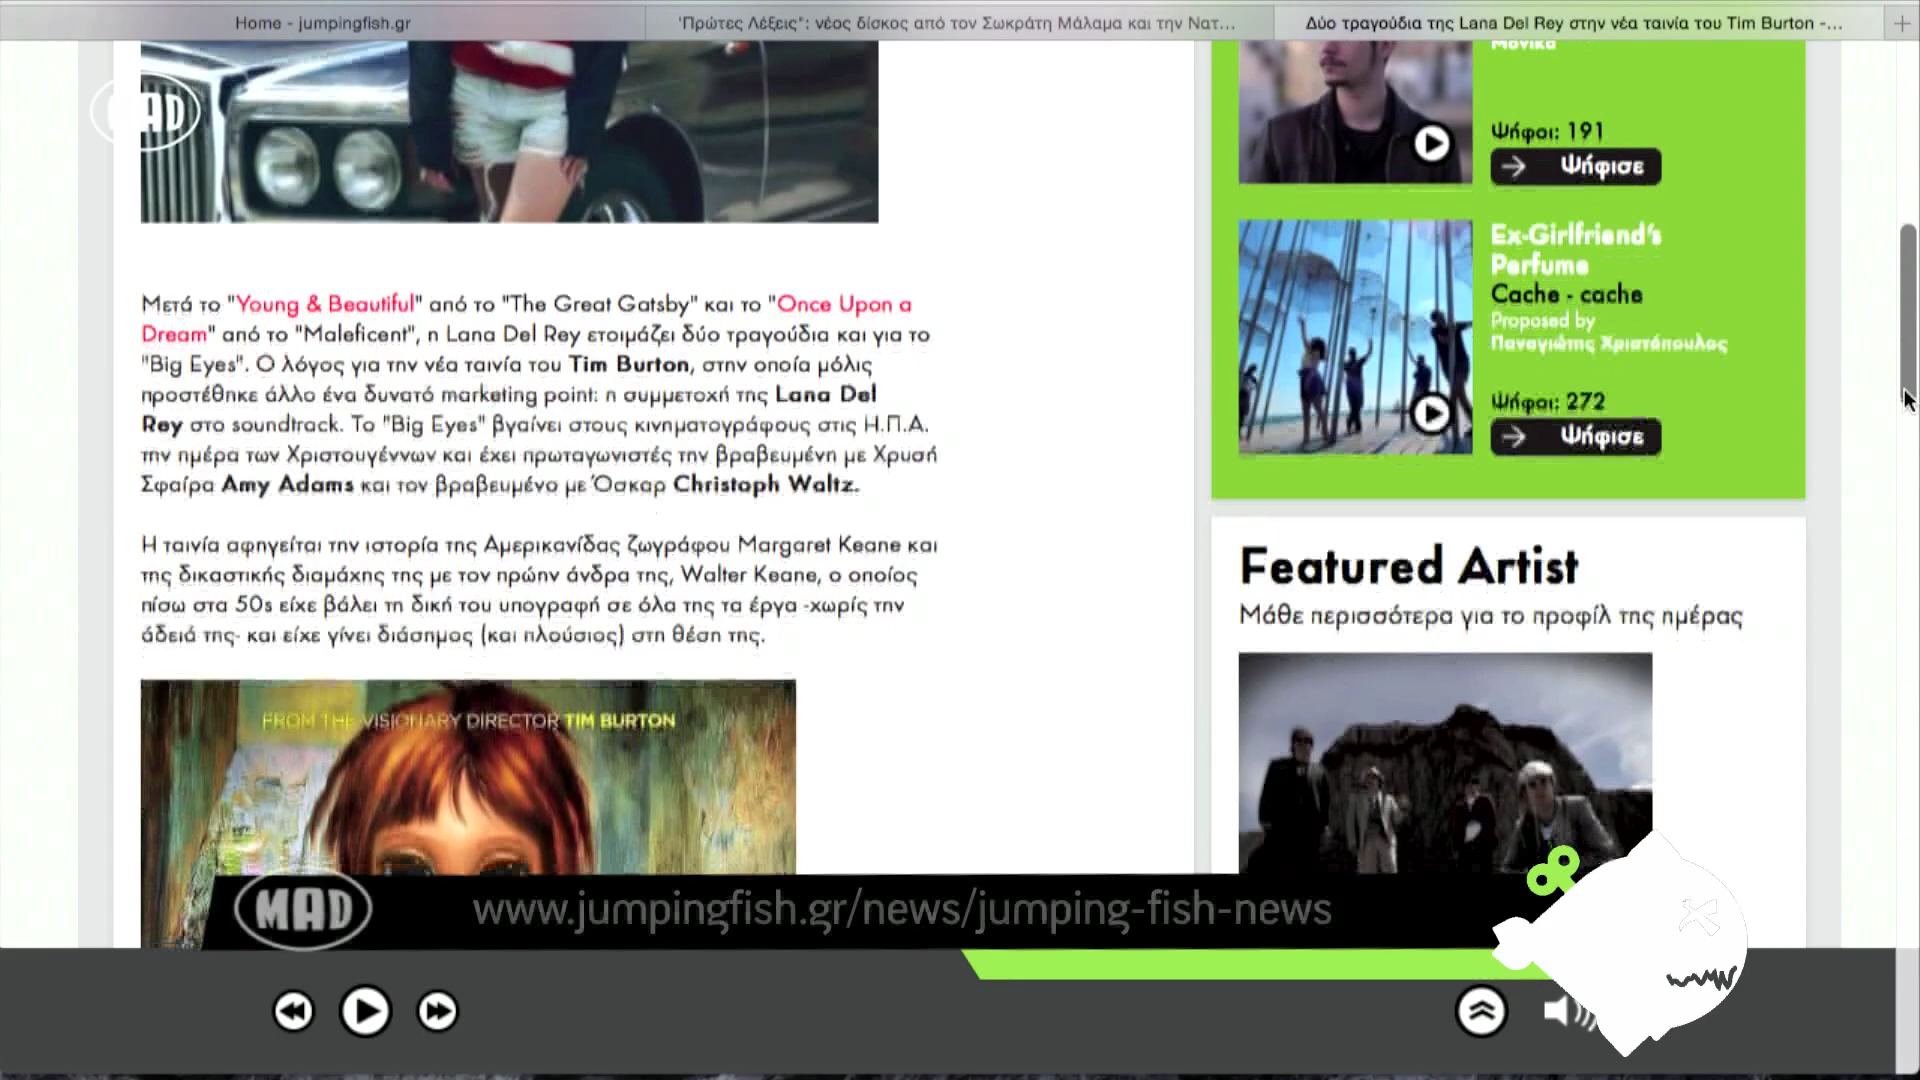 Home - jumpingfish.gr
'Πρώτες Λέξεις": νέος δίσκος από τον Σωκράτη Μάλαμα και την Νατ...
Δύο τραγούδια της Lana Del Rey στην νέα ταινία του Tim Burton -...
MAD
Μετά το "Young & Beautiful" από το "The Great Gatsby" και το "Once Upon a
Dream" από το "Maleficent", η Lana Del Rey ετοιμάζει δύο τραγούδια και για το
"Big Eyes". Ο λόγος για την νέα ταινία του Tim Burton, στην οποία μόλις
προστέθηκε άλλο ένα δυνατό marketing point: η συμμετοχή της Lana Del
Rey στο soundtrack. Το "Big Eyes" βγαίνει στους κινηματογράφους στις Η.Π.Α.
την ημέρα των Χριστουγέννων και έχει πρωταγωνιστές την βραβευμένη με Χρυσή
Σφαίρα Amy Adams και τον βραβευμένο με Όσκαρ Christoph Waltz.
Η ταινία αφηγείται την ιστορία της Αμερικανίδας ζωγράφου Margaret Keane και
της δικαστικής διαμάχης της με τον πρώην άνδρα της, Walter Keane, ο οποίος
πίσω στα 50s είχε βάλει τη δική του υπογραφή σε όλα της τα έργα -χωρίς την
άδειά της- και είχε γίνει διάσημος (και πλούσιος) στη θέση της.
FROM THE VISIONARY DIRECTOR TIM BURTON
Μόνικα
Ψήφοι: 191
Ψήφισε
Ex-Girlfriend's
Perfume
Cache - cache
Proposed by
Παναγιώτης Χριστόπουλος
Ψήφοι: 272
Ψήφισε
Featured Artist
Μάθε περισσότερα για το προφίλ της ημέρας
MAD
www.jumpingfish.gr/news/jumping-fish-news